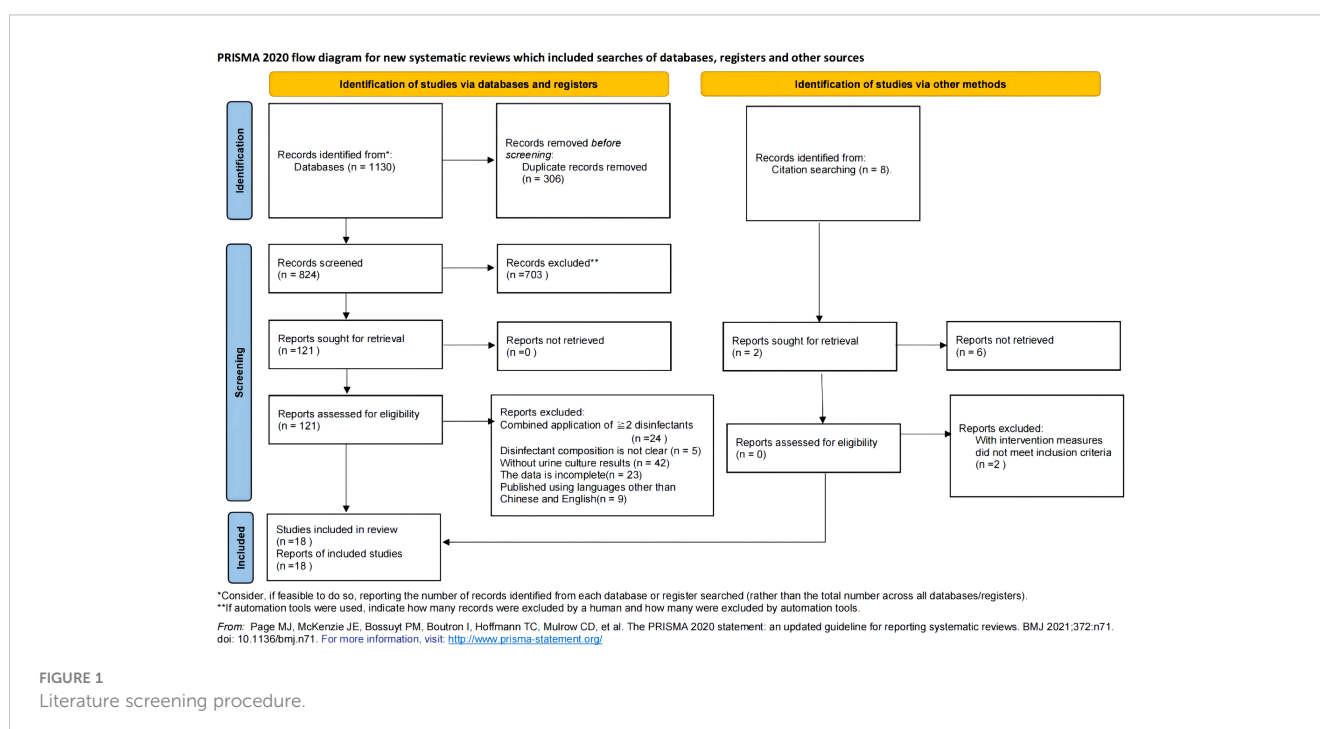 PRISMA 2020 flow diagram for new systematic reviews which included searches of databases, registers and other sources
Identification of studies via databases and registers
Identification of studies via other methods
Identification
Records identified from*:
Databases (n = 1130)
Records removed before
screening:
Duplicate records removed
(n = 306)
Records identified from:
Citation searching (n = 8).
Screening
Records screened
(n = 824)
Records excluded**
(n =703 )
Reports sought for retrieval
(n =121 )
Reports not retrieved
(n =0 )
Reports sought for retrieval
(n = 2)
Reports not retrieved
(n = 6)
Reports assessed for eligibility
(n = 121)
Reports excluded:
Combined application of ≧2 disinfectants
(n =24 )
Disinfectant composition is not clear (n = 5)
Without urine culture results (n = 42)
The data is incomplete(n = 23)
Published using languages other than
Chinese and English(n = 9)
Reports assessed for eligibility
(n = 0)
Reports excluded:
With intervention measures
did not meet inclusion criteria
(n =2 )
Included
Studies included in review
(n =18 )
Reports of included studies
(n =18 )
*Consider, if feasible to do so, reporting the number of records identified from each database or register searched (rather than the total number across all databases/registers).
**If automation tools were used, indicate how many records were excluded by a human and how many were excluded by automation tools.
From: Page MJ, McKenzie JE, Bossuyt PM, Boutron I, Hoffmann TC, Mulrow CD, et al. The PRISMA 2020 statement: an updated guideline for reporting systematic reviews. BMJ 2021;372:n71.
doi: 10.1136/bmj.n71. For more information, visit: http://www.prisma-statement.org/
FIGURE 1
Literature screening procedure.